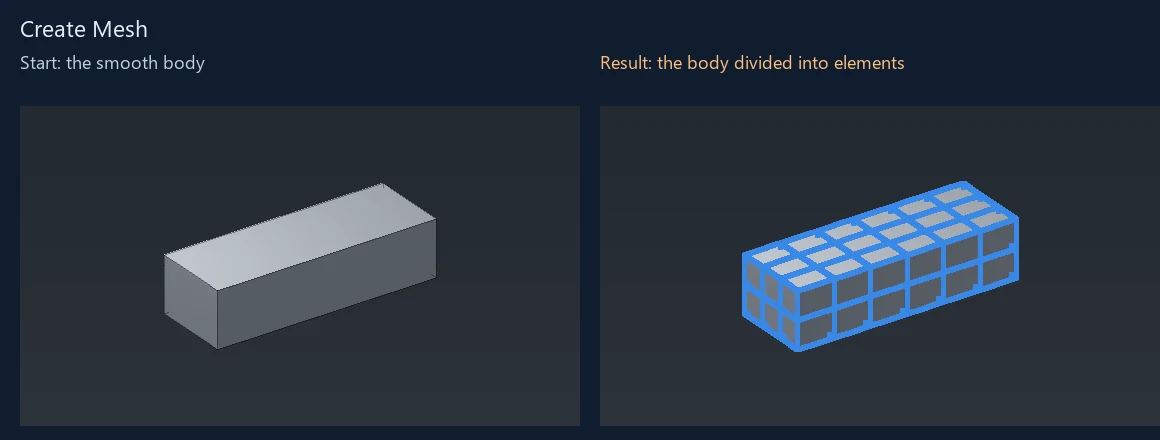 Create Mesh
Start: the smooth body
Result: the body divided into elements